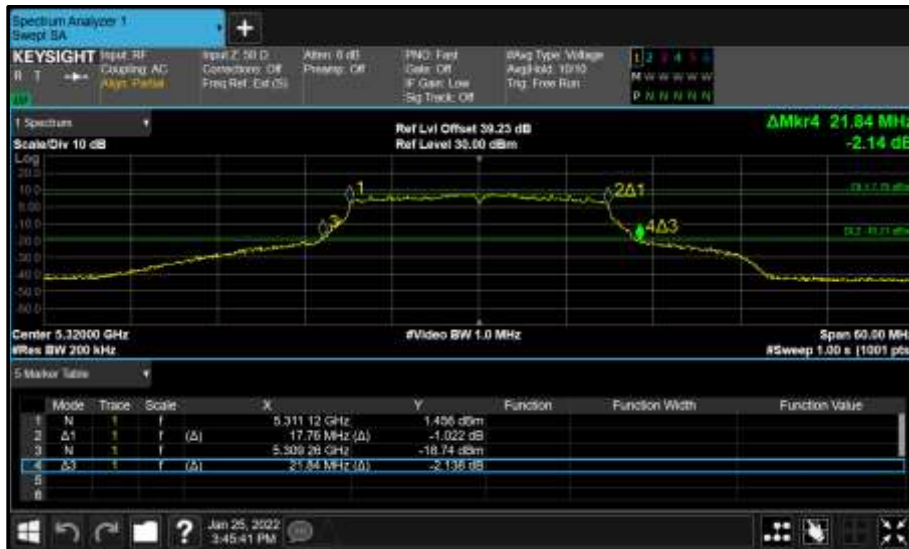 Spectrum Analyzer 1
Swept SA
+
KEYSIGHT
R T
Input: RF
Coupling: AC
Align: Partial
Input Z: 50 Ω
Corrections: Off
Freq Ref: Ext (S)
Atten: 6 dB
Preamp: Off
PNO: Fast
Gate: Off
IF Gain: Low
Sig Track: Off
#Avg Type: Voltage
Avg|Hold: 10/10
Trig: Free Run
1 2 3 4 5 6
M W W W W W
P N N N N N
1 Spectrum
Scale/Div 10 dB
Ref Lvl Offset 39.23 dB
Ref Level 30.00 dBm
ΔMkr4 21.84 MHz
-2.14 dB
Log
20.0
10.0
0.00
-10.0
-20.0
-30.0
-40.0
-50.0
-60.0
1
2Δ1
3
4Δ3
Center 5.32000 GHz
#Res BW 200 kHz
#Video BW 1.0 MHz
Span 60.00 MHz
#Sweep 1.00 s (1001 pts)
5 Marker Table
Mode Trace Scale X Y Function Function Width Function Value
1 N 1 f 5.311 12 GHz 1.456 dBm
2 Δ1 1 f (Δ) 17.76 MHz (Δ) -1.022 dB
3 N 1 f 5.309 26 GHz -18.74 dBm
4 Δ3 1 f (Δ) 21.84 MHz (Δ) -2.136 dB
5
6
?
Jan 25, 2022
3:45:41 PM